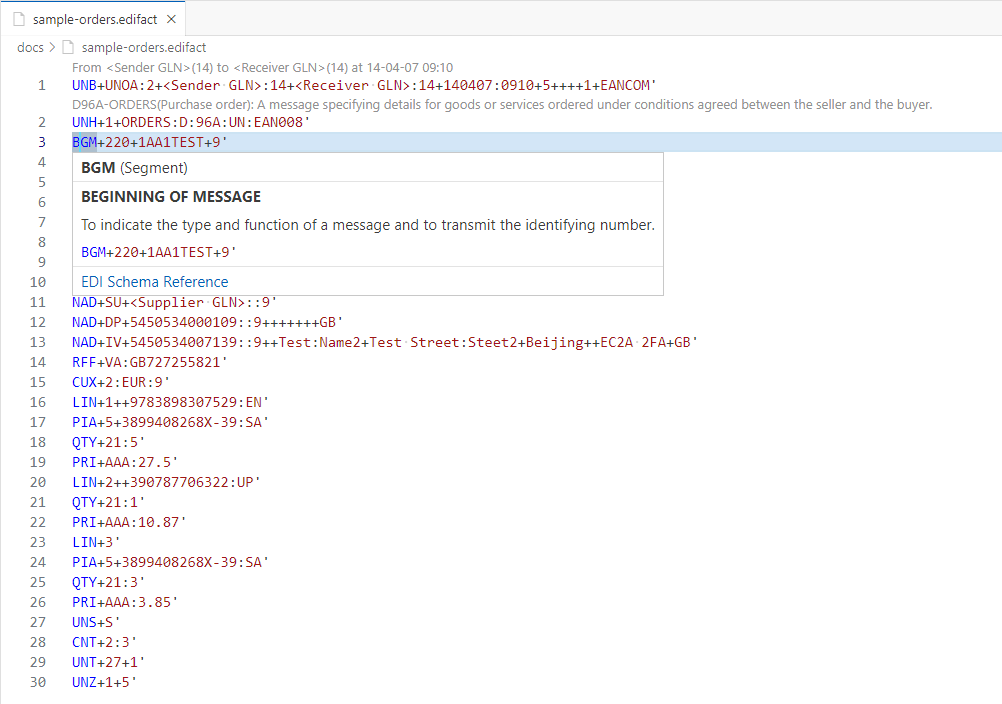 sample-orders.edifact
docs > sample-orders.edifact
From <Sender GLN>(14) to <Receiver GLN>(14) at 14-04-07 09:10
1 UNB+UNOA:2+<Sender·GLN>:14+<Receiver·GLN>:14+140407:0910+5++++1+EANCOM'
D96A-ORDERS(Purchase order): A message specifying details for goods or services ordered under conditions agreed between the seller and the buyer.
2 UNH+1+ORDERS:D:96A:UN:EAN008'
3 BGM+220+1AA1TEST+9'
4
BGM (Segment)
5
BEGINNING OF MESSAGE
6
7
To indicate the type and function of a message and to transmit the identifying number.
8
BGM+220+1AA1TEST+9'
9
10
EDI Schema Reference
11 NAD+SU+<Supplier·GLN>::9'
12 NAD+DP+5450534000109::9+++++++GB'
13 NAD+IV+5450534007139::9++Test:Name2+Test·Street:Steet2+Beijing++EC2A·2FA+GB'
14 RFF+VA:GB727255821'
15 CUX+2:EUR:9'
16 LIN+1++9783898307529:EN'
17 PIA+5+3899408268X-39:SA'
18 QTY+21:5'
19 PRI+AAA:27.5'
20 LIN+2++390787706322:UP'
21 QTY+21:1'
22 PRI+AAA:10.87'
23 LIN+3'
24 PIA+5+3899408268X-39:SA'
25 QTY+21:3'
26 PRI+AAA:3.85'
27 UNS+S'
28 CNT+2:3'
29 UNT+27+1'
30 UNZ+1+5'